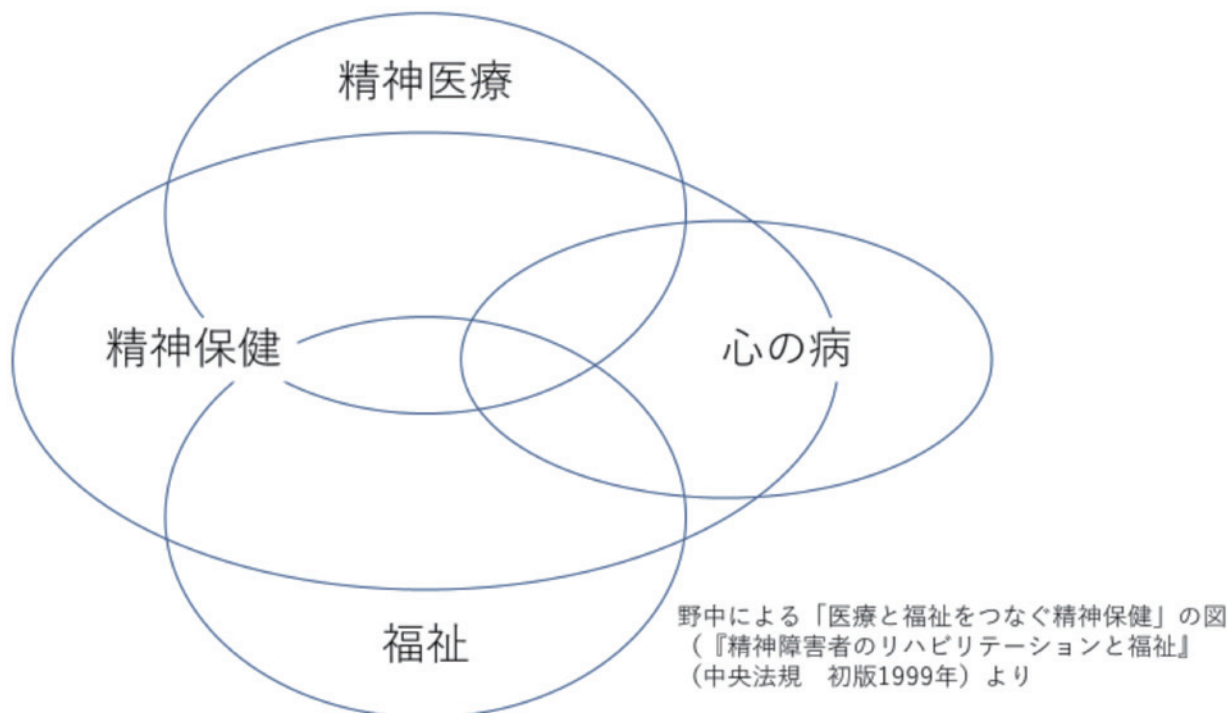 精神医療
精神保健
心の病
福祉
野中による「医療と福祉をつなぐ精神保健」の図
（『精神障害者のリハビリテーションと福祉』
（中央法規　初版1999年）より